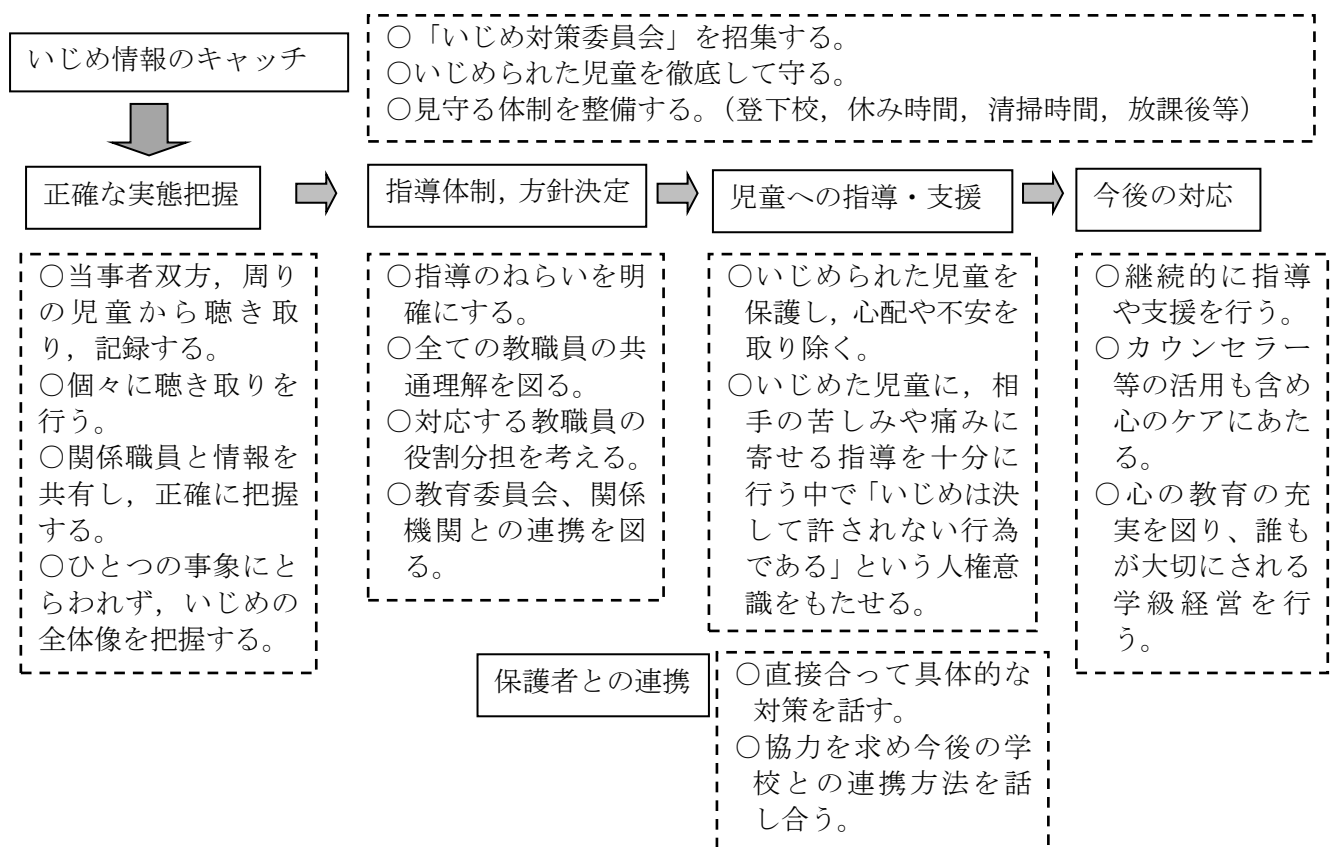 いじめ情報のキャッチ
○「いじめ対策委員会」を招集する。
○いじめられた児童を徹底して守る。
○見守る体制を整備する。（登下校，休み時間，清掃時間，放課後等）
正確な実態把握
指導体制，方針決定
児童への指導・支援
今後の対応
○当事者双方，周り
の児童から聴き取
り，記録する。
○個々に聴き取りを
行う。
○関係職員と情報を
共有し，正確に把握
する。
○ひとつの事象にと
らわれず，いじめの
全体像を把握する。
○指導のねらいを明
確にする。
○全ての教職員の共
通理解を図る。
○対応する教職員の
役割分担を考える。
○教育委員会、関係
機関との連携を図
る。
○いじめられた児童を
保護し，心配や不安を
取り除く。
○いじめた児童に，相
手の苦しみや痛みに
寄せる指導を十分に
行う中で「いじめは決
して許されない行為
である」という人権意
識をもたせる。
○継続的に指導
や支援を行う。
○カウンセラー
等の活用も含め
心のケアにあた
る。
○心の教育の充
実を図り、誰も
が大切にされる
学級経営を行
う。
保護者との連携
○直接合って具体的な
対策を話す。
○協力を求め今後の学
校との連携方法を話
し合う。